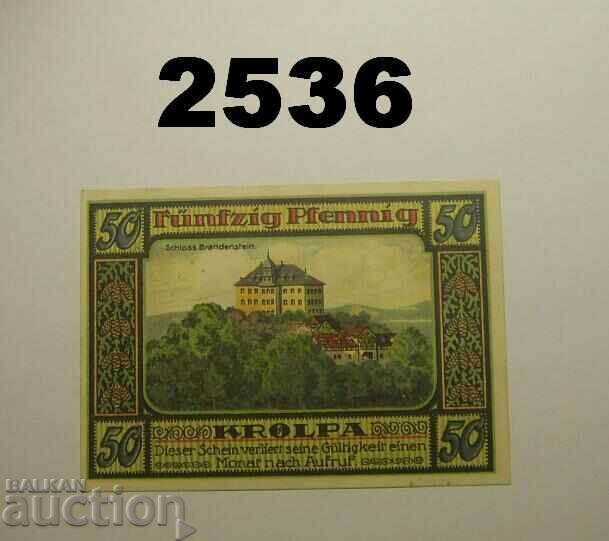 2536
50 Fünfzig Pfennig 50
Schloss Brandenstein.
KRÖLPA
50 Dieser Schein verliert seine Gültigkeit einen 50
Monat nach Aufruf.
БАЛКАН
auction